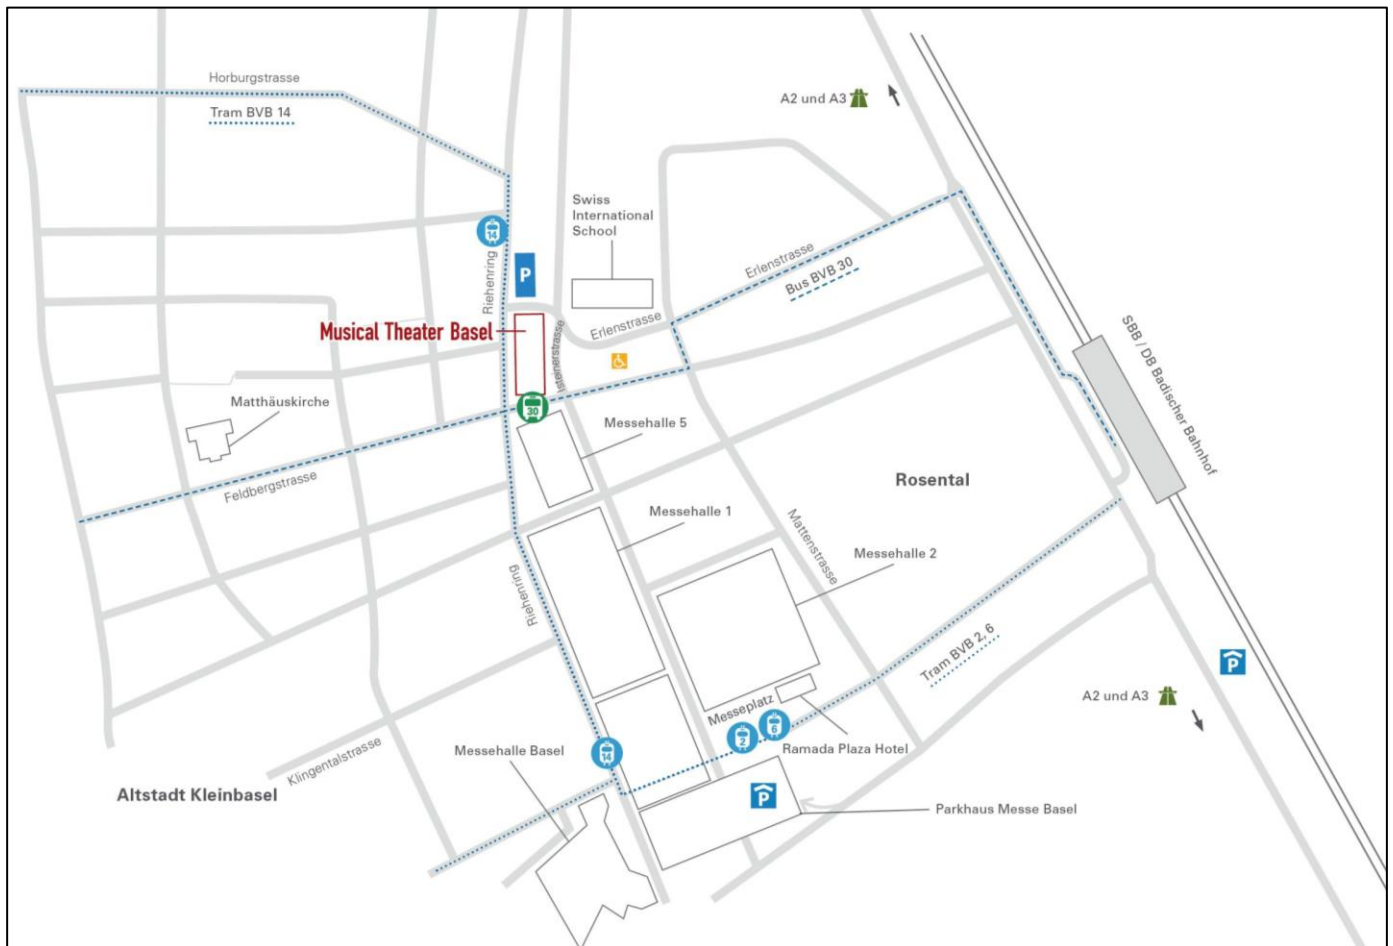 Horburgstrasse
Tram BVB 14
A2 und A3
Swiss
International
School
14
Riehenring
P
Erlenstrasse
Bus BVB 30
Musical Theater Basel
Isteinerstrasse
Erlenstrasse
SBB / DB Badischer Bahnhof
Matthäuskirche
30
Messehalle 5
Feldbergstrasse
Rosental
Messehalle 1
Mattenstrasse
Messehalle 2
Riehenring
Tram BVB 2, 6
P
A2 und A3
Messeplatz
2
6
Ramada Plaza Hotel
Messehalle Basel
14
Klingentalstrasse
Altstadt Kleinbasel
P
Parkhaus Messe Basel